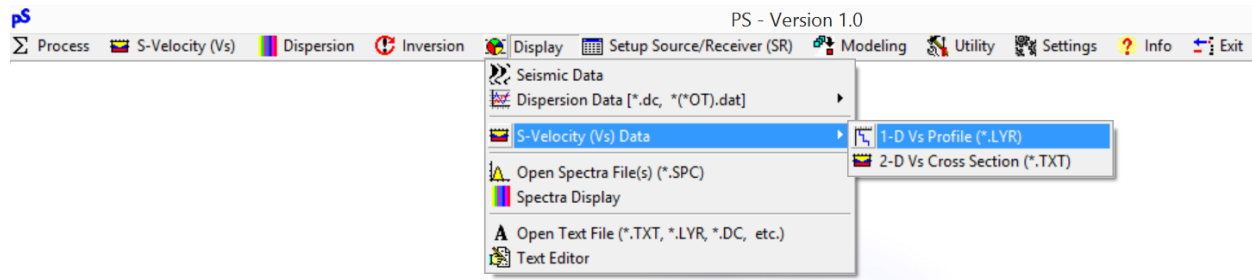 pS
PS - Version 1.0
Process S-Velocity (Vs) Dispersion Inversion Display Setup Source/Receiver (SR) Modeling Utility Settings Info Exit
Seismic Data
Dispersion Data [*.dc, *(*OT).dat]
S-Velocity (Vs) Data
1-D Vs Profile (*.LYR)
2-D Vs Cross Section (*.TXT)
Open Spectra File(s) (*.SPC)
Spectra Display
Open Text File (*.TXT, *.LYR, *.DC, etc.)
Text Editor